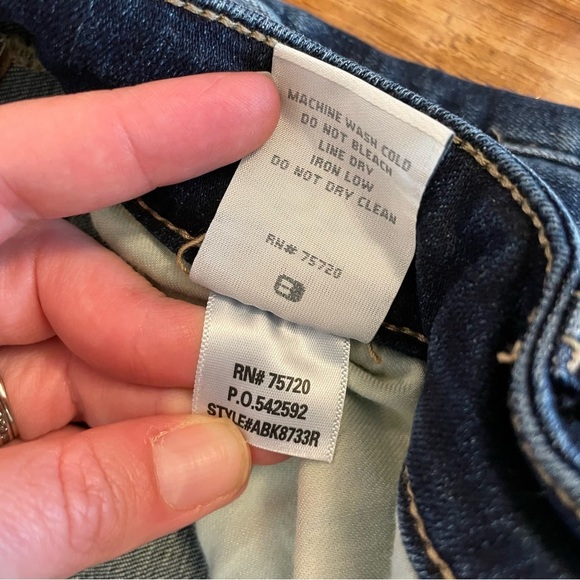 MACHINE WASH COLD
DO NOT BLEACH
LINE DRY
IRON LOW
DO NOT DRY CLEAN
RN# 75720
B
RN# 75720
P.O.542592
STYLE#ABK8733R